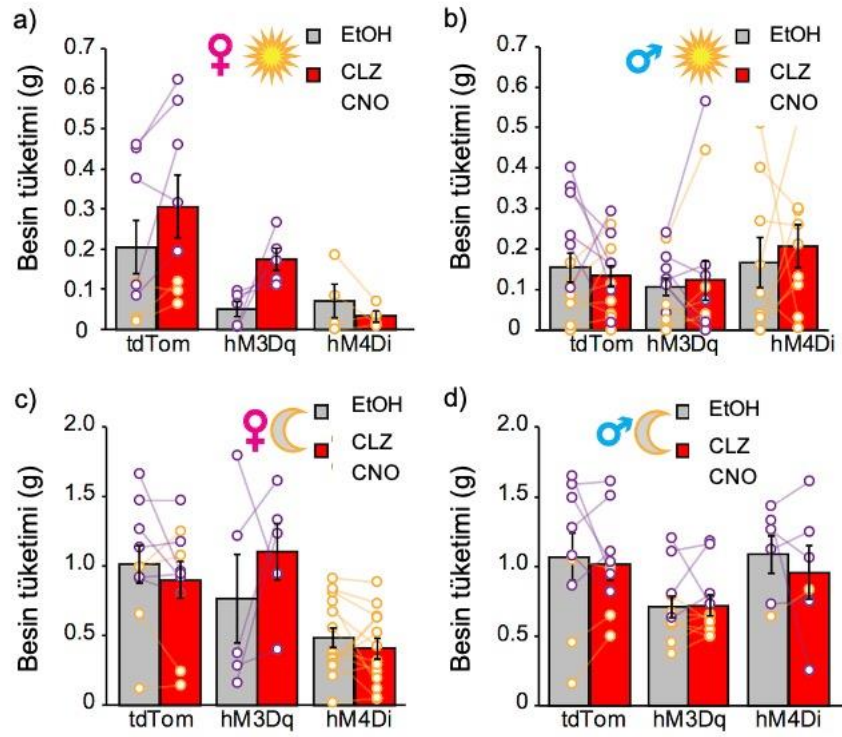 a)
EtOH
CLZ
CNO
Besin tüketimi (g)
0.7
0.6
0.5
0.4
0.3
0.2
0.1
0
tdTom hM3Dq hM4Di
b)
EtOH
CLZ
CNO
Besin tüketimi (g)
0.7
0.6
0.5
0.4
0.3
0.2
0.1
0
tdTom hM3Dq hM4Di
c)
EtOH
CLZ
CNO
Besin tüketimi (g)
2.0
1.5
1.0
0.5
0
tdTom hM3Dq hM4Di
d)
EtOH
CLZ
CNO
Besin tüketimi (g)
2.0
1.5
1.0
0.5
0
tdTom hM3Dq hM4Di